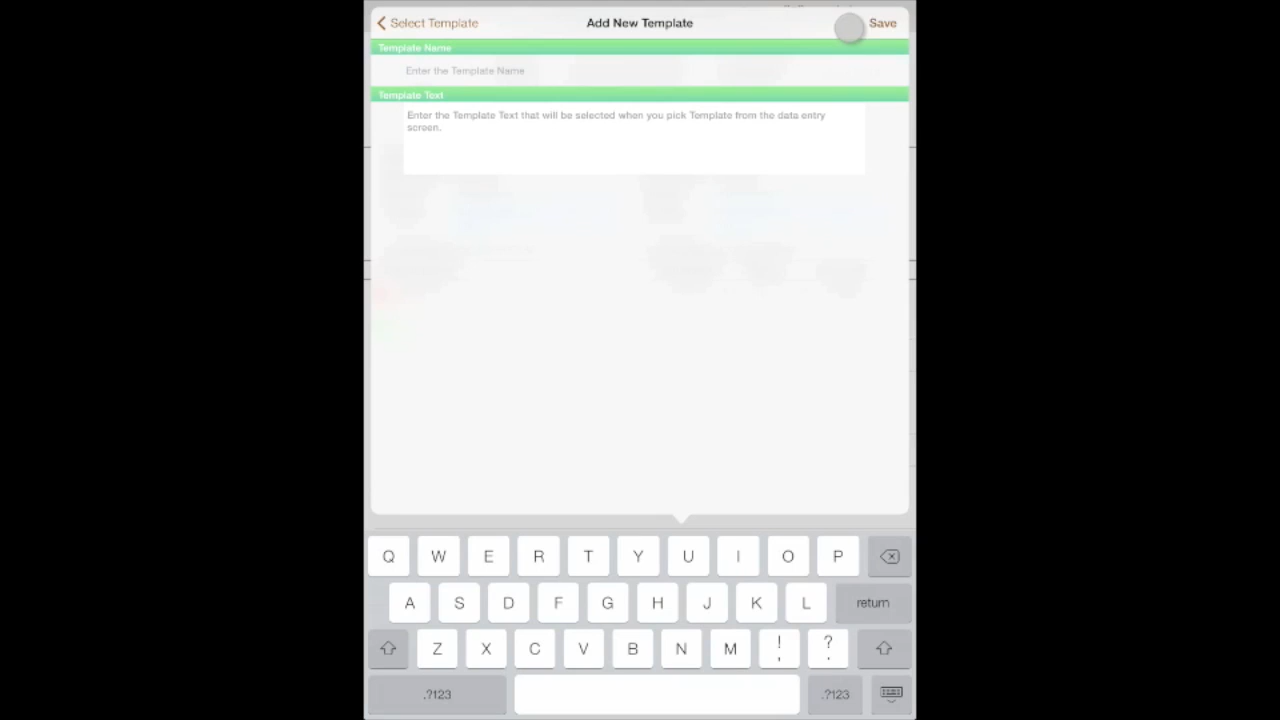 Select Template Add New Template Save
Template Name
Enter the Template Name
Template Text
Enter the Template Text that will be selected when you pick Template from the data entry
screen.
Q W E R T Y U I O P
A S D F G H J K L return
Z X C V B N M ! , ? .
.?123 .?123